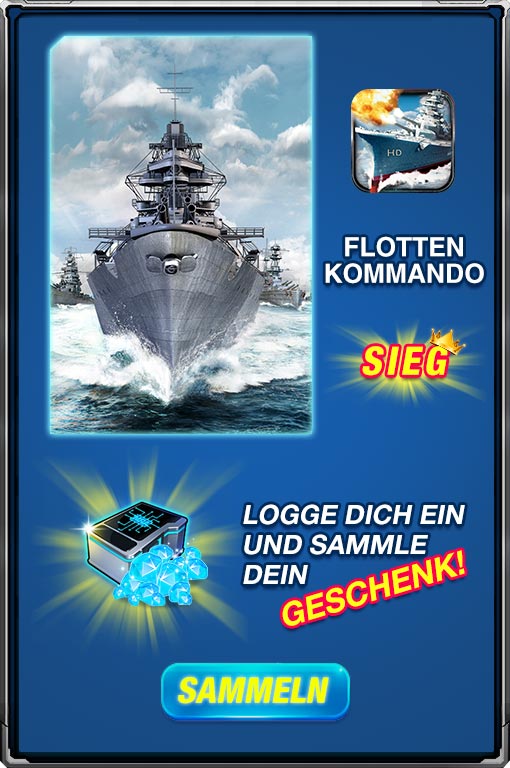 HD
FLOTTEN
KOMMANDO
SIEG
LOGGE DICH EIN
UND SAMMLE
DEIN
GESCHENK!
SAMMELN